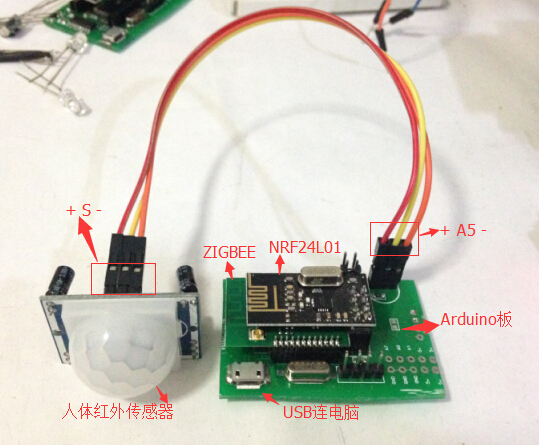 + S -
ZIGBEE
NRF24L01
+ A5 -
Arduino板
人体红外传感器
USB连电脑